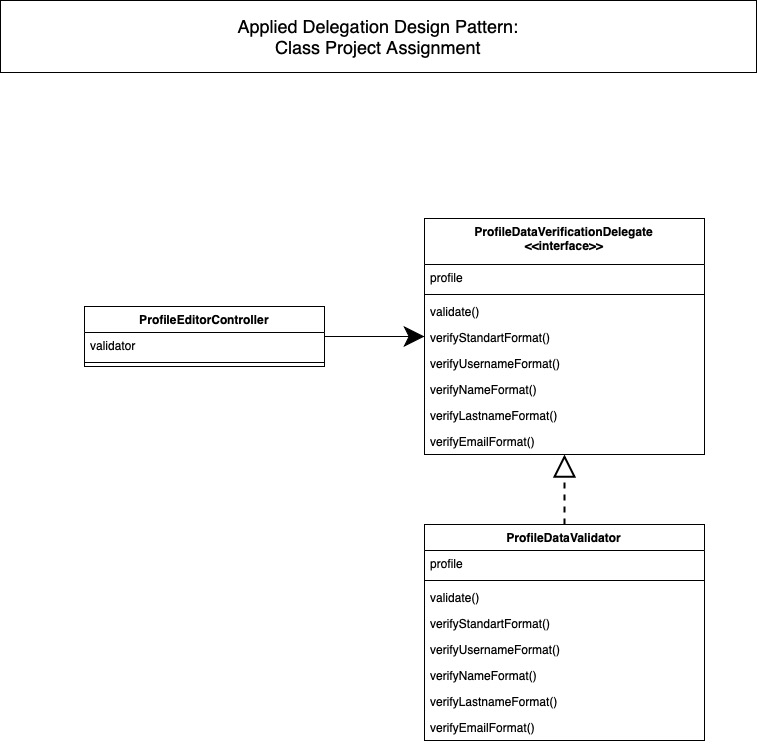 Applied Delegation Design Pattern:
Class Project Assignment
ProfileDataVerificationDelegate
<<interface>>
profile
validate()
verifyStandartFormat()
verifyUsernameFormat()
verifyNameFormat()
verifyLastnameFormat()
verifyEmailFormat()
ProfileEditorController
validator
ProfileDataValidator
profile
validate()
verifyStandartFormat()
verifyUsernameFormat()
verifyNameFormat()
verifyLastnameFormat()
verifyEmailFormat()